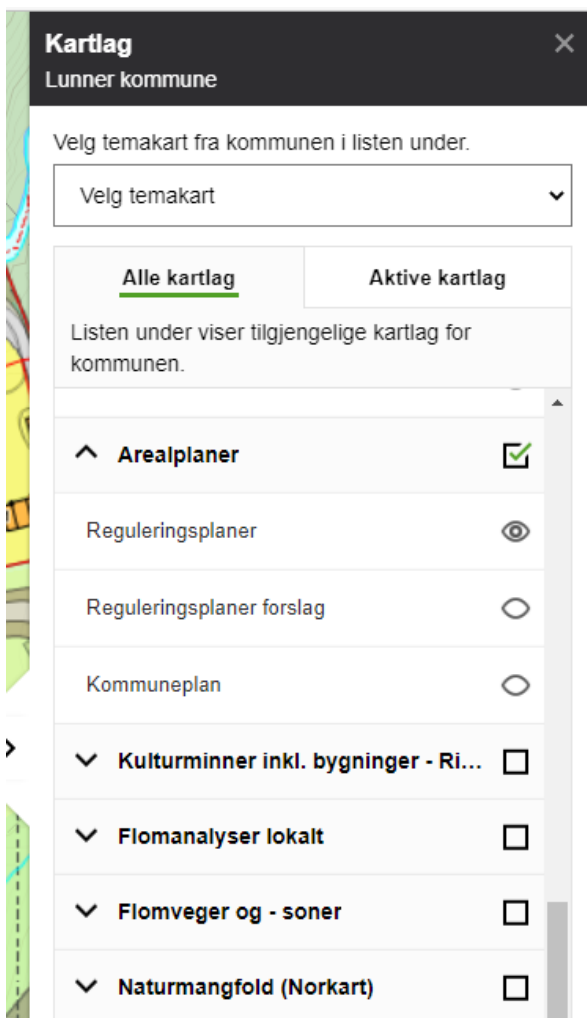 Kartlag
Lunner kommune
Velg temakart fra kommunen i listen under.
Velg temakart
Alle kartlag
Aktive kartlag
Listen under viser tilgjengelige kartlag for
kommunen.
Arealplaner
Reguleringsplaner
Reguleringsplaner forslag
Kommuneplan
Kulturminner inkl. bygninger - Ri...
Flomanalyser lokalt
Flomveger og - soner
Naturmangfold (Norkart)